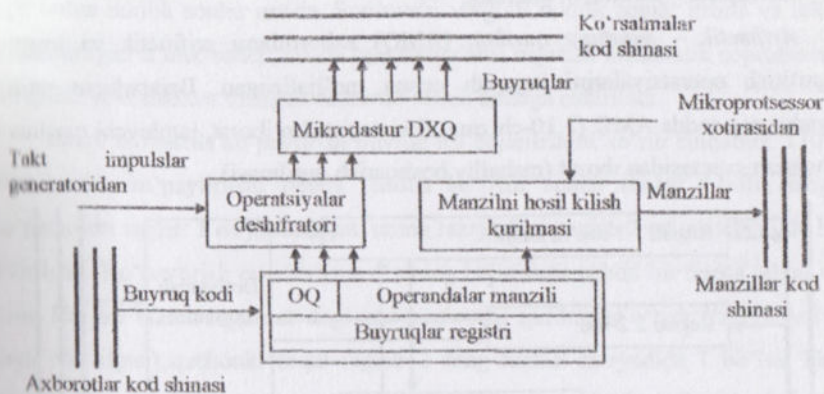 Ko'rsatmalar
kod shinasi
Buyruqlar
Mikroprotsessor
xotirasidan
Mikrodastur DXQ
Takt impulslar
generatoridan
Operatsiyalar
deshifratori
Manzilni hosil kilish
kurilmasi
Manzillar
Manzillar kod
shinasi
Buyruq kodi
OQ
Operandalar manzili
Buyruqlar registri
Axborotlar kod shinasi